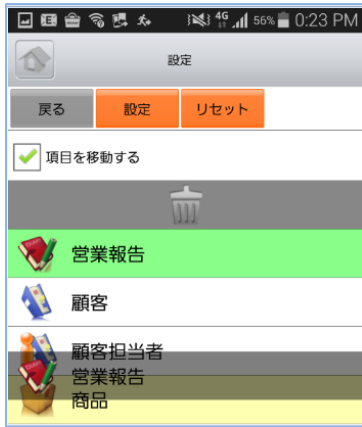 4G 56% 0:23 PM
設定
戻る 設定 リセット
項目を移動する
営業報告
顧客
顧客担当者
営業報告
商品